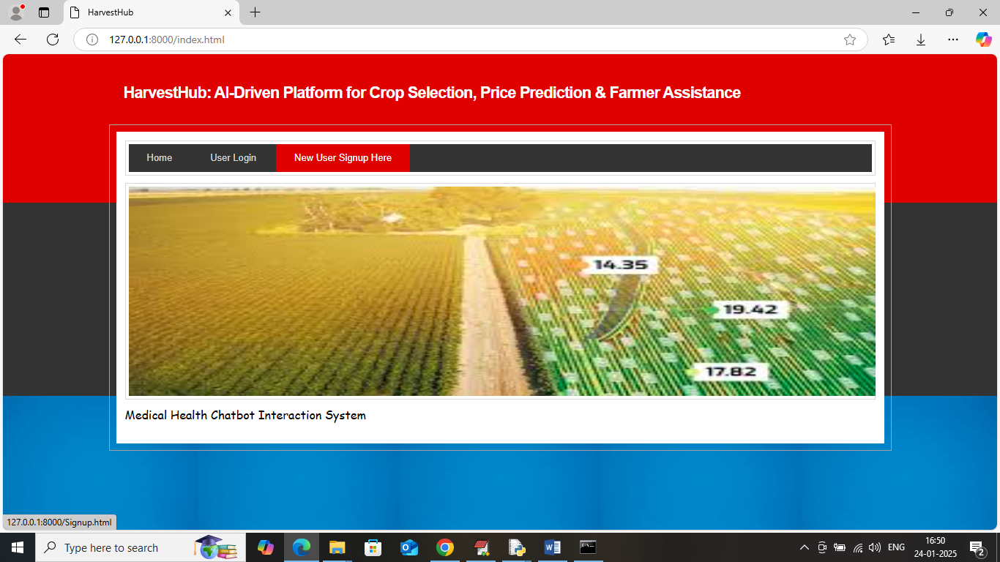 HarvestHub
127.0.0.1:8000/index.html
HarvestHub: AI-Driven Platform for Crop Selection, Price Prediction & Farmer Assistance
Home User Login New User Signup Here
14.35
19.42
17.82
Medical Health Chatbot Interaction System
127.0.0.1:8000/Signup.html
Type here to search
ENG
16:50
24-01-2025
2